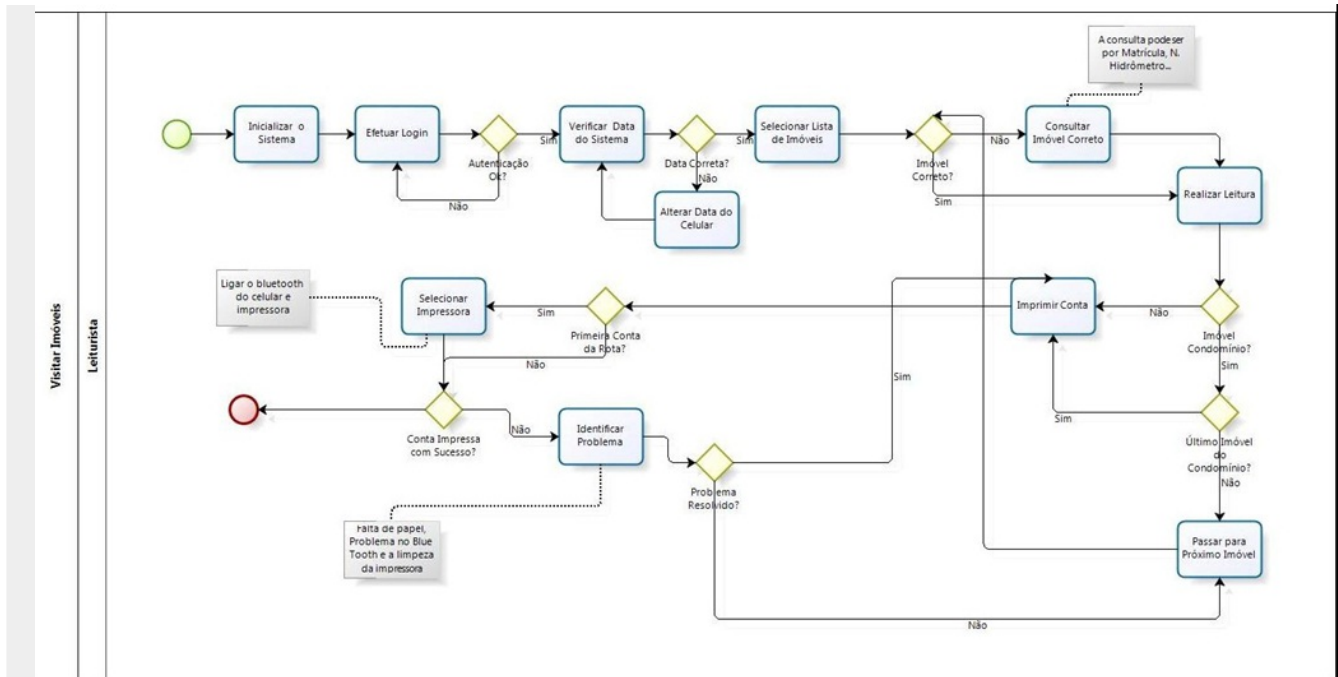 Visitar Imóveis
Leiturista
A consulta pode ser
por Matrícula, N.
Hidrômetro...
Inicializar o
Sistema
Efetuar Login
Autenticação
Ok?
Sim
Não
Verificar Data
do Sistema
Data Correta?
Sim
Não
Alterar Data do
Celular
Selecionar Lista
de Imóveis
Imóvel
Correto?
Não
Sim
Consultar
Imóvel Correto
Realizar Leitura
Imóvel
Condomínio?
Não
Sim
Imprimir Conta
Último Imóvel
do
Condomínio?
Sim
Não
Passar para
Próximo Imóvel
Primeira Conta
da Rota?
Sim
Não
Selecionar
Impressora
Ligar o bluetooth
do celular e
impressora
Conta Impressa
com Sucesso?
Não
Identificar
Problema
Falta de papel,
Problema no Blue
Tooth e a limpeza
da impressora
Problema
Resolvido?
Sim
Não